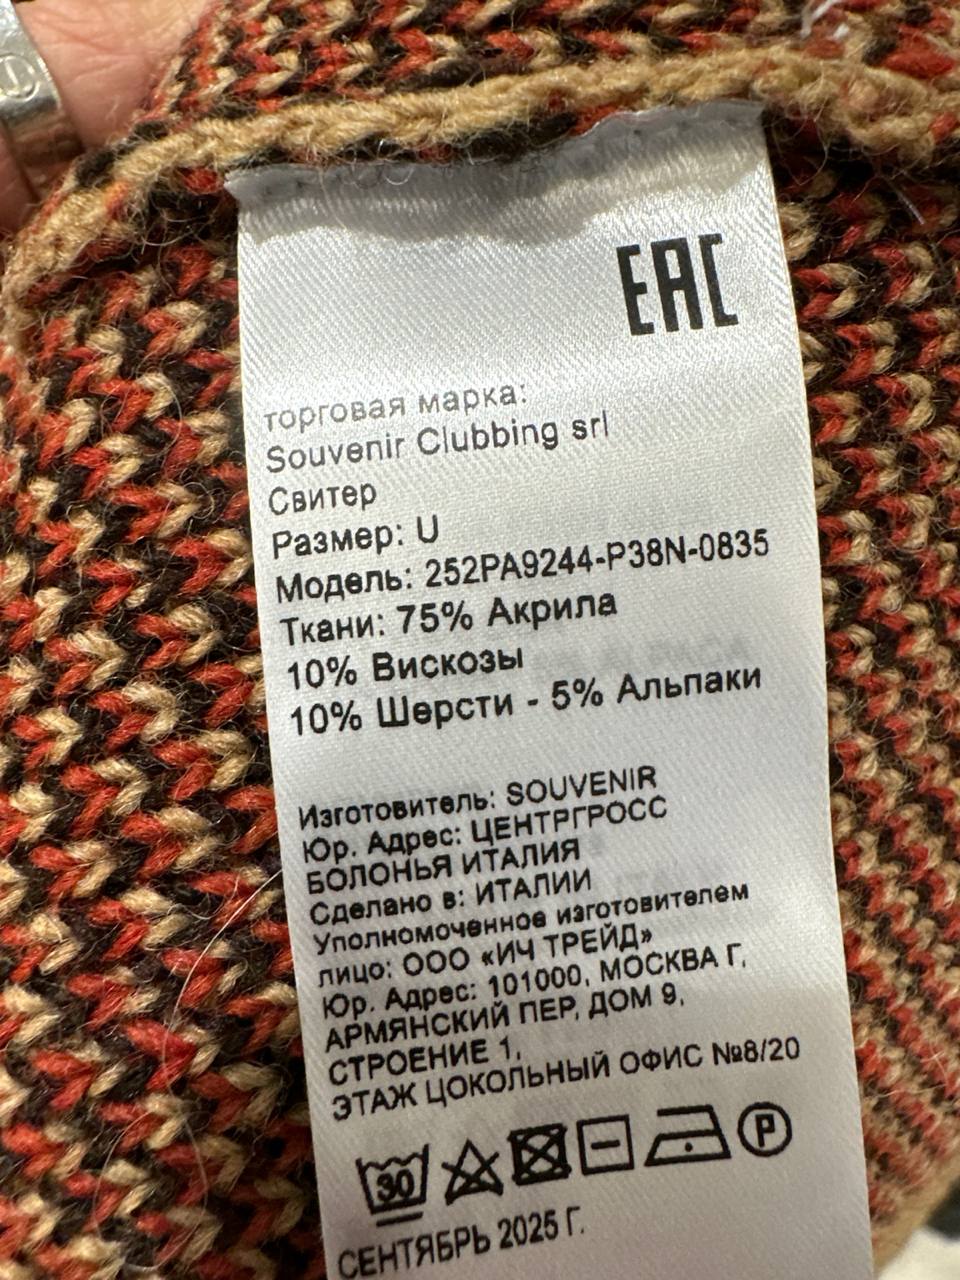 EAC
торговая марка:
Souvenir Clubbing srl
Свитер
Размер: U
Модель: 252PA9244-P38N-0835
Ткани: 75% Акрила
10% Вискозы
10% Шерсти - 5% Альпаки
Изготовитель: SOUVENIR
Юр. Адрес: ЦЕНТРГРОСС
БОЛОНЬЯ ИТАЛИЯ
Сделано в: ИТАЛИИ
Уполномоченное изготовителем
лицо: ООО «ИЧ ТРЕЙД»
Юр. Адрес: 101000, МОСКВА Г,
АРМЯНСКИЙ ПЕР, ДОМ 9,
СТРОЕНИЕ 1,
ЭТАЖ ЦОКОЛЬНЫЙ ОФИС №8/20
30 P
СЕНТЯБРЬ 2025 Г.